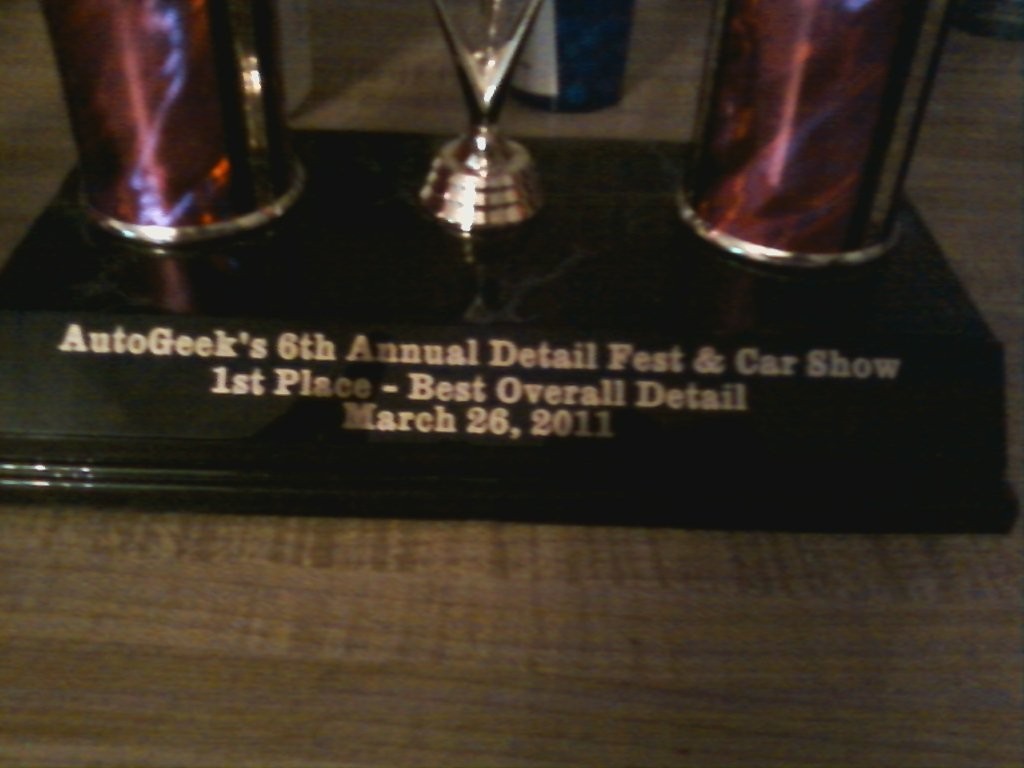 AutoGeek's 6th Annual Detail Fest & Car Show
1st Place - Best Overall Detail
March 26, 2011